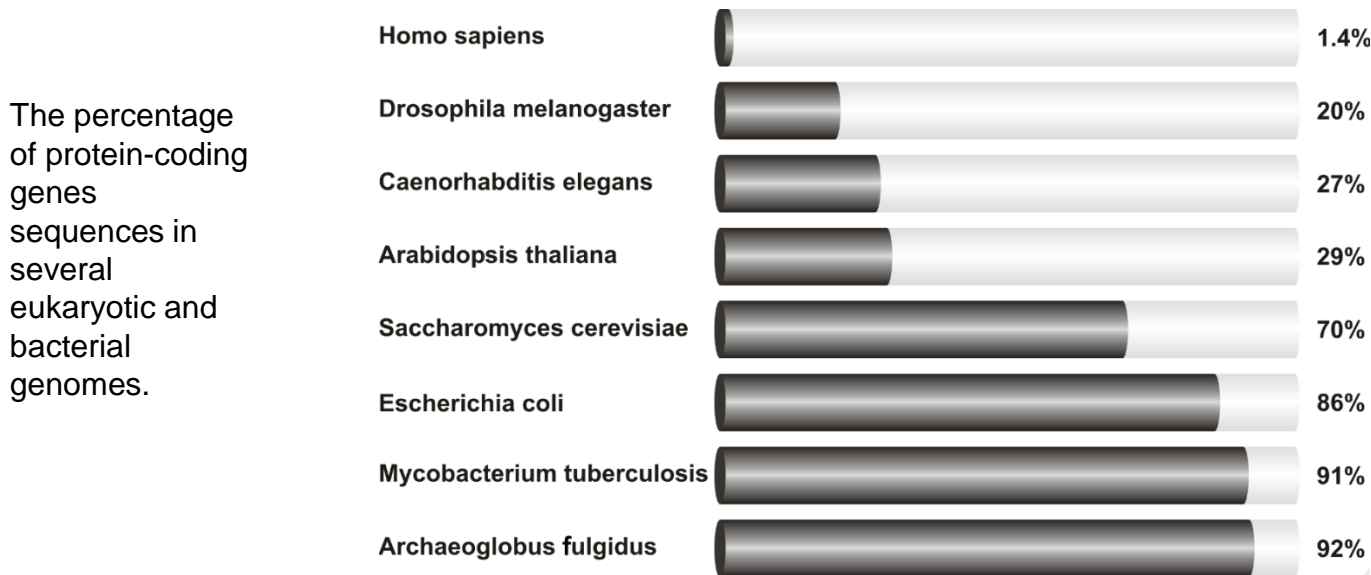 The percentage
of protein-coding
genes
sequences in
several
eukaryotic and
bacterial
genomes.
Homo sapiens 1.4%
Drosophila melanogaster 20%
Caenorhabditis elegans 27%
Arabidopsis thaliana 29%
Saccharomyces cerevisiae 70%
Escherichia coli 86%
Mycobacterium tuberculosis 91%
Archaeoglobus fulgidus 92%